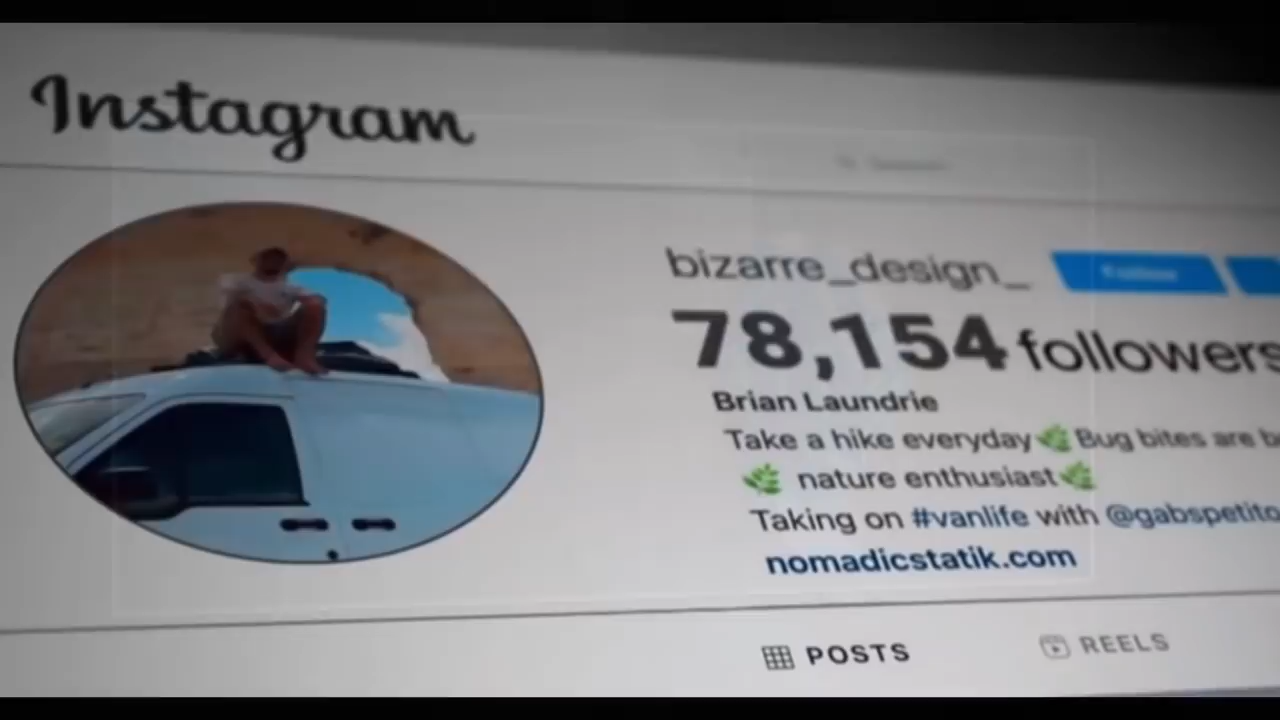 Instagram
bizarre_design_
Follow
78,154 followers
Brian Laundrie
Take a hike everyday🌿Bug bites are
🌿 nature enthusiast🌿
Taking on #vanlife with @gabspetito
nomadicstatik.com
POSTS
REELS